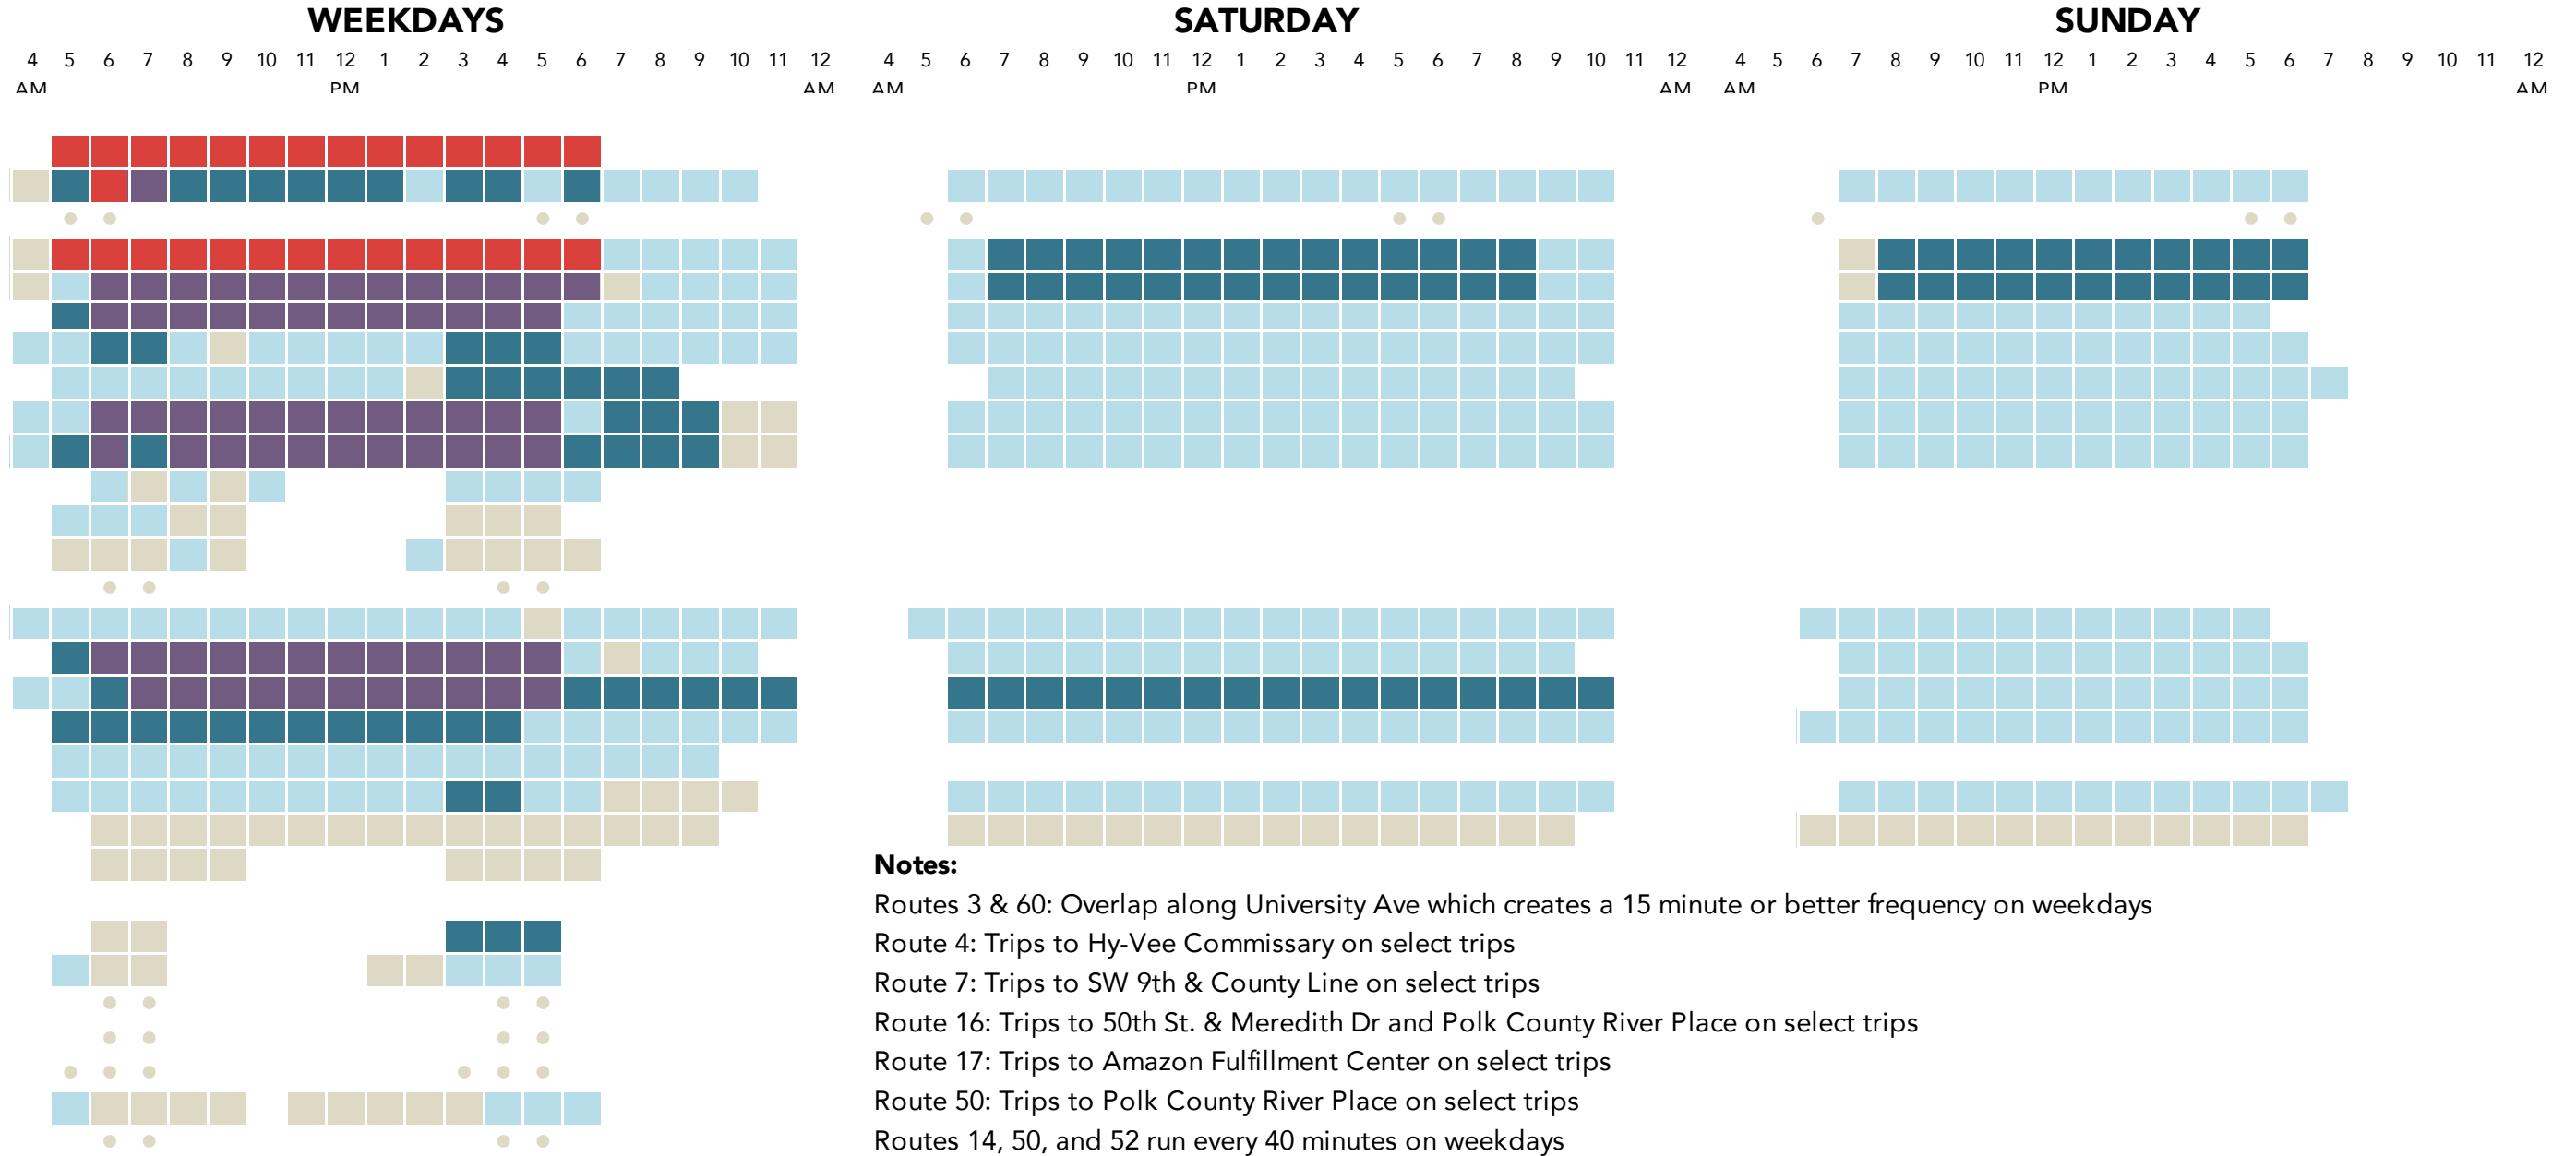 WEEKDAYS SATURDAY SUNDAY
4 5 6 7 8 9 10 11 12 1 2 3 4 5 6 7 8 9 10 11 12 4 5 6 7 8 9 10 11 12 1 2 3 4 5 6 7 8 9 10 11 12 4 5 6 7 8 9 10 11 12 1 2 3 4 5 6 7 8 9 10 11 12
AM PM AM AM PM AM AM PM AM
Notes:
Routes 3 & 60: Overlap along University Ave which creates a 15 minute or better frequency on weekdays
Route 4: Trips to Hy-Vee Commissary on select trips
Route 7: Trips to SW 9th & County Line on select trips
Route 16: Trips to 50th St. & Meredith Dr and Polk County River Place on select trips
Route 17: Trips to Amazon Fulfillment Center on select trips
Route 50: Trips to Polk County River Place on select trips
Routes 14, 50, and 52 run every 40 minutes on weekdays